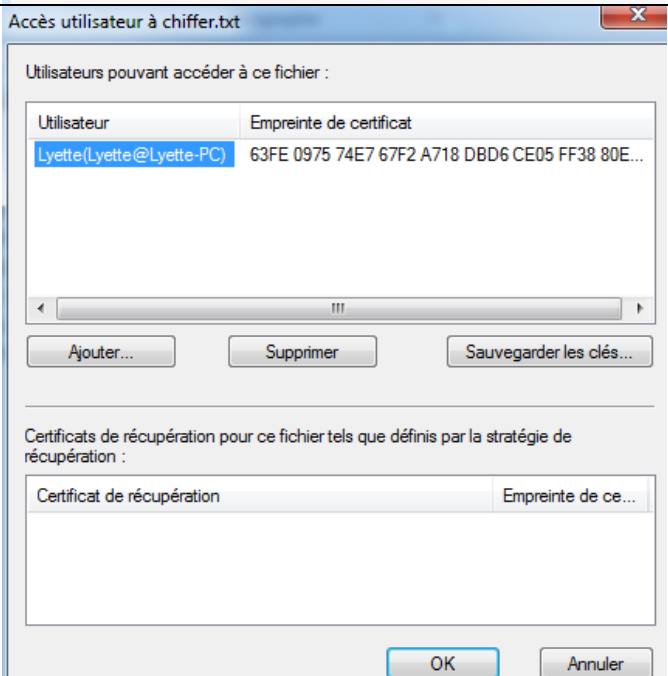 Accès utilisateur à chiffer.txt
Utilisateurs pouvant accéder à ce fichier :
Utilisateur Empreinte de certificat
Lyette(Lyette@Lyette-PC) 63FE 0975 74E7 67F2 A718 DBD6 CE05 FF38 80E...
Ajouter... Supprimer Sauvegarder les clés...
Certificats de récupération pour ce fichier tels que définis par la stratégie de
récupération :
Certificat de récupération Empreinte de ce...
OK Annuler